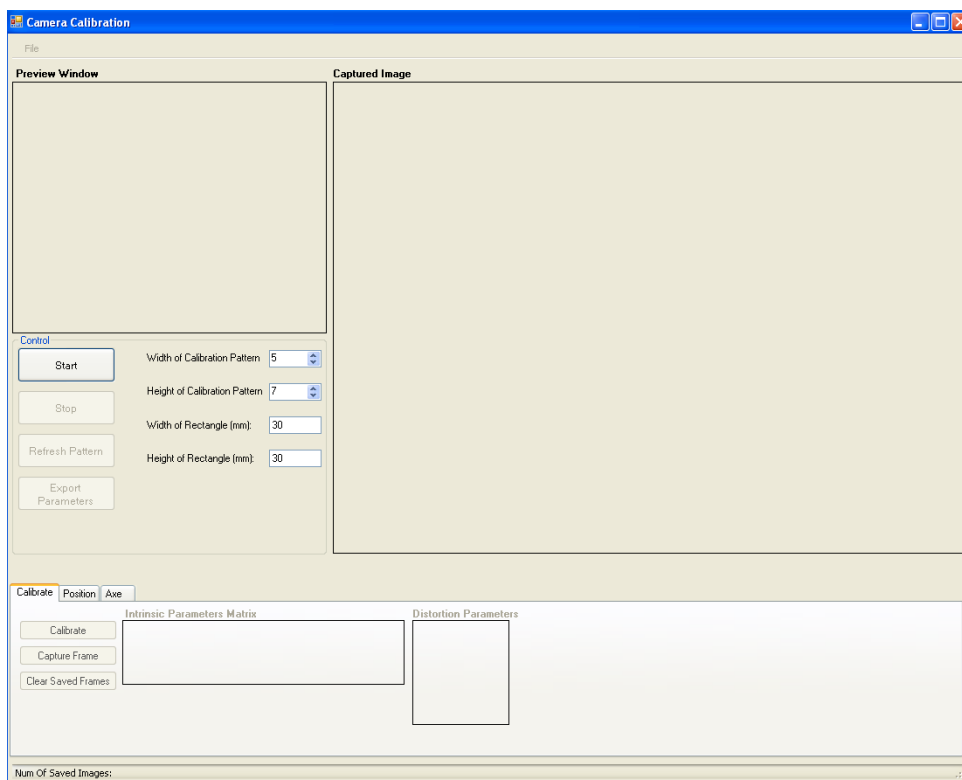 Camera Calibration
File
Preview Window
Captured Image
Control
Start
Width of Calibration Pattern 5
Stop
Height of Calibration Pattern 7
Width of Rectangle (mm): 30
Refresh Pattern
Height of Rectangle (mm): 30
Export
Parameters
Calibrate Position Axe
Intrinsic Parameters Matrix
Distortion Parameters
Calibrate
Capture Frame
Clear Saved Frames
Num Of Saved Images: